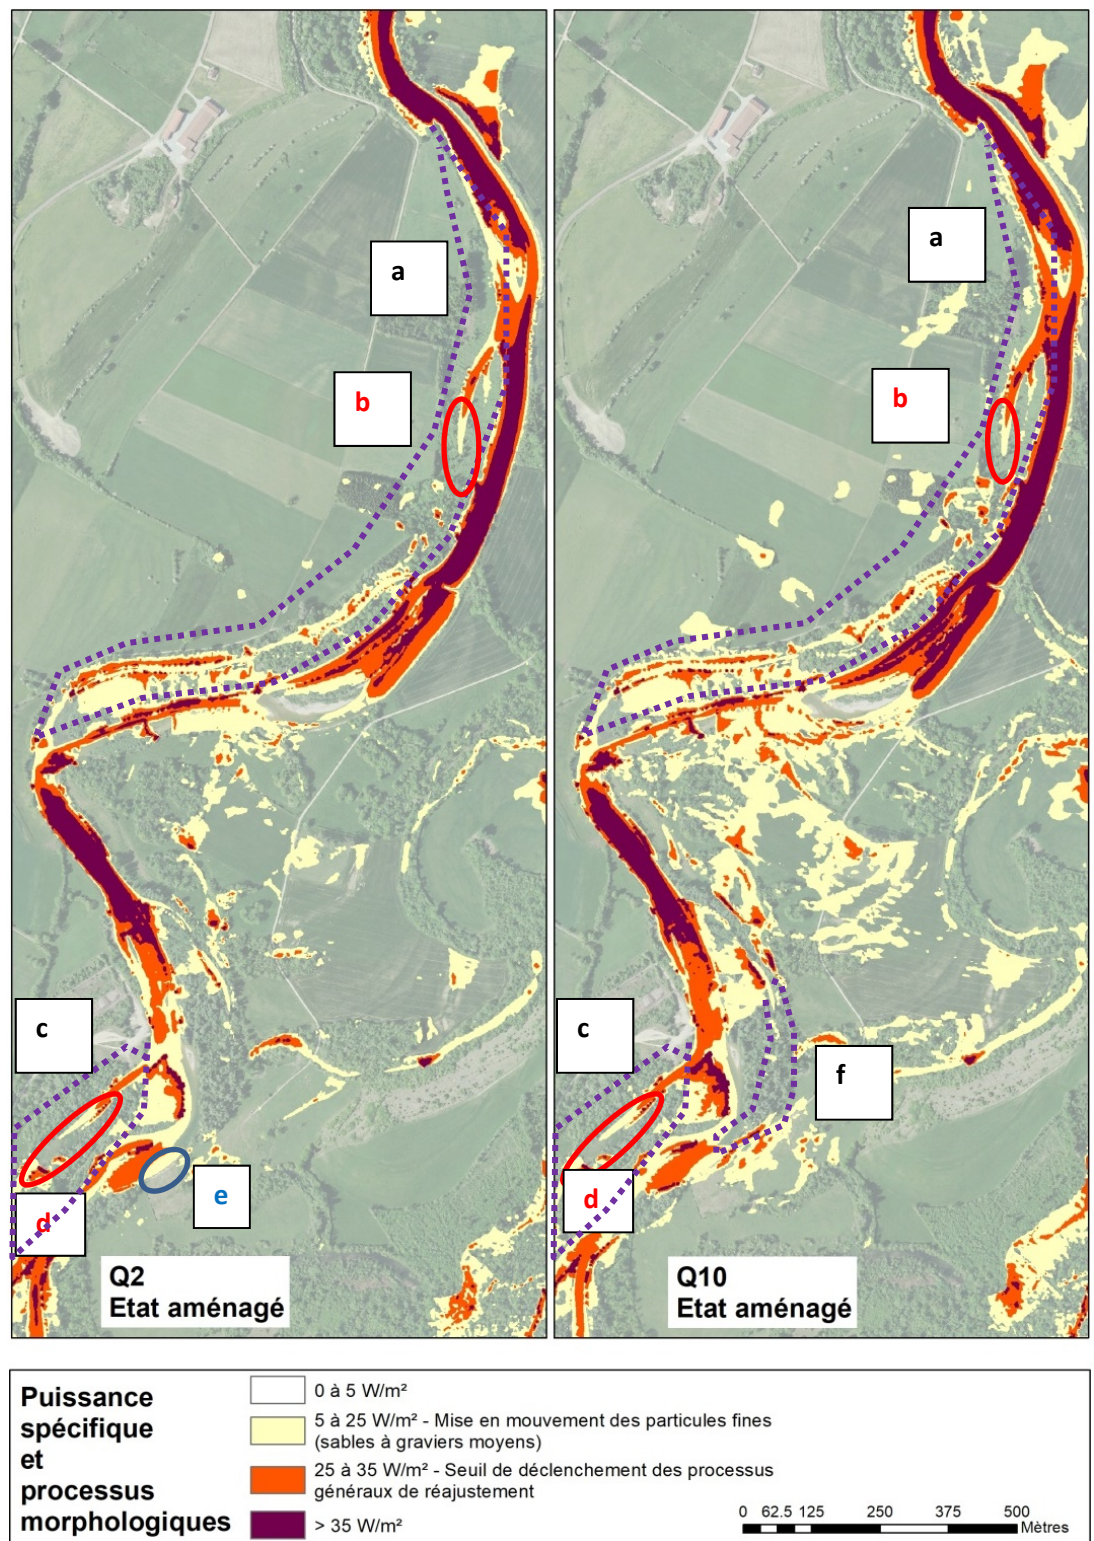 a
b
c
d
e
Q2
Etat aménagé
a
b
c
f
d
Q10
Etat aménagé
Puissance
spécifique
et
processus
morphologiques
0 à 5 W/m²
5 à 25 W/m² - Mise en mouvement des particules fines
(sables à graviers moyens)
25 à 35 W/m² - Seuil de déclenchement des processus
généraux de réajustement
> 35 W/m²
0 62.5 125 250 375 500
Mètres